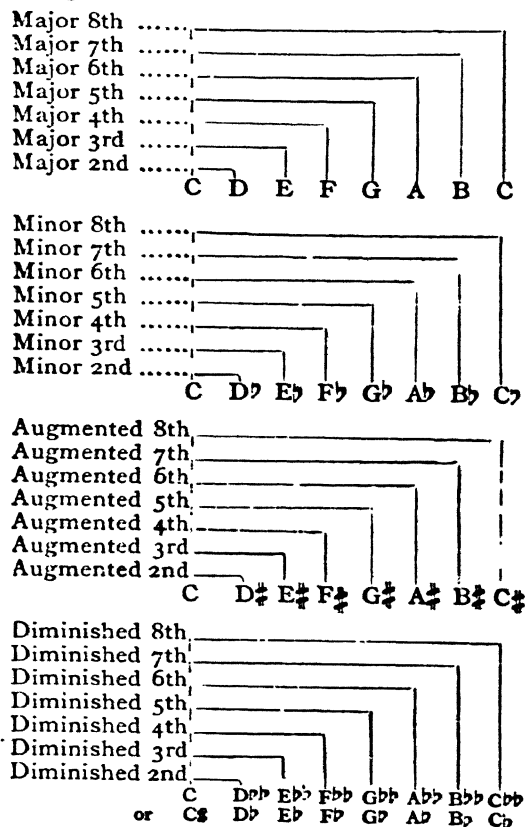 Major 8th ......
Major 7th ......
Major 6th ......
Major 5th ......
Major 4th ......
Major 3rd ......
Major 2nd ......
C D E F G A B C
Minor 8th ......
Minor 7th ......
Minor 6th ......
Minor 5th ......
Minor 4th ......
Minor 3rd ......
Minor 2nd ......
C D♭ E♭ F♭ G♭ A♭ B♭ C♭
Augmented 8th
Augmented 7th
Augmented 6th
Augmented 5th
Augmented 4th
Augmented 3rd
Augmented 2nd
C D♯ E♯ F♯ G♯ A♯ B♯ C♯
Diminished 8th
Diminished 7th
Diminished 6th
Diminished 5th
Diminished 4th
Diminished 3rd
Diminished 2nd
C D♭♭ E♭♭ F♭♭ G♭♭ A♭♭ B♭♭ C♭♭
or C♯ D♭ E♭ F♭ G♭ A♭ B♭ C♭